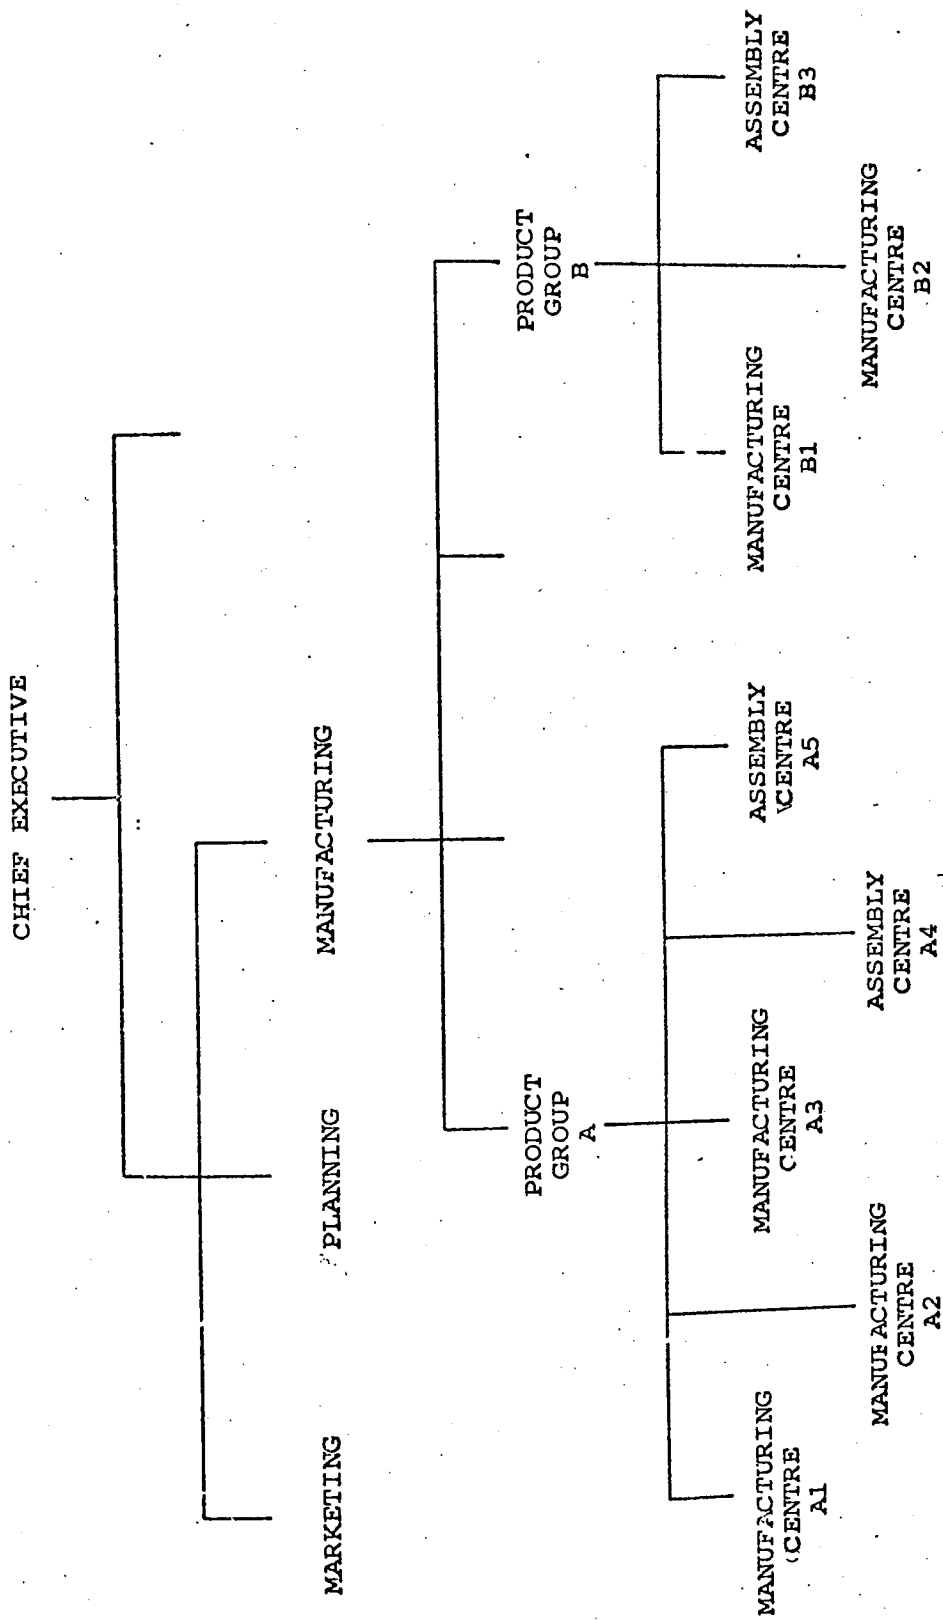 CHIEF EXECUTIVE
MARKETING
PLANNING
MANUFACTURING
PRODUCT
GROUP
A
PRODUCT
GROUP
B
MANUFACTURING
CENTRE
A1
MANUFACTURING
CENTRE
A2
MANUFACTURING
CENTRE
A3
ASSEMBLY
CENTRE
A4
ASSEMBLY
CENTRE
A5
MANUFACTURING
CENTRE
B1
MANUFACTURING
CENTRE
B2
ASSEMBLY
CENTRE
B3